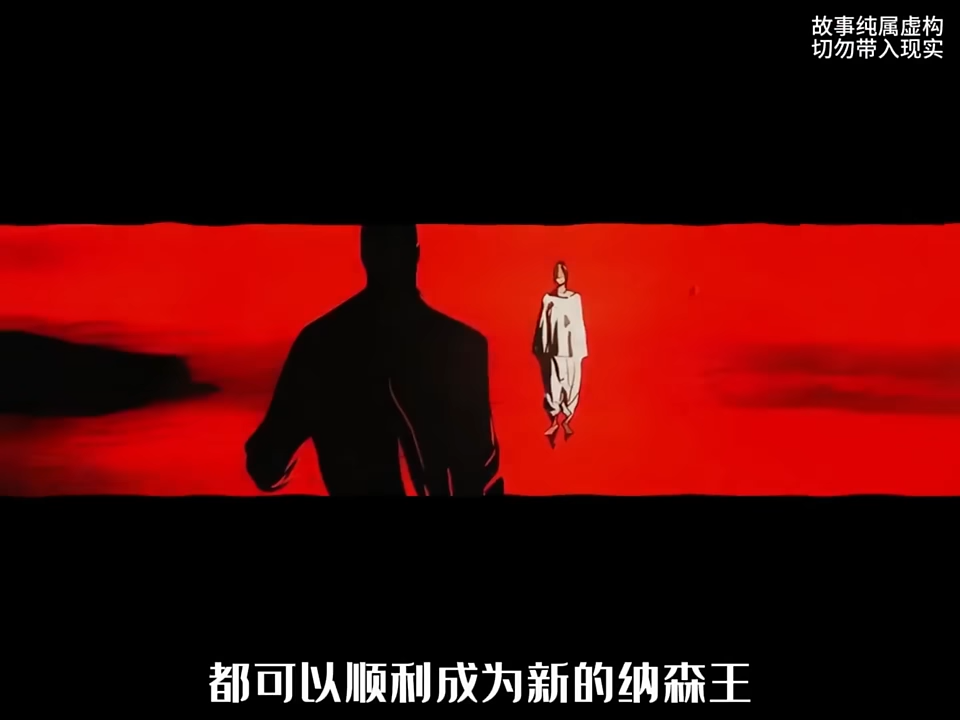 故事纯属虚构
切勿带入现实
都可以顺利成为新的纳森王